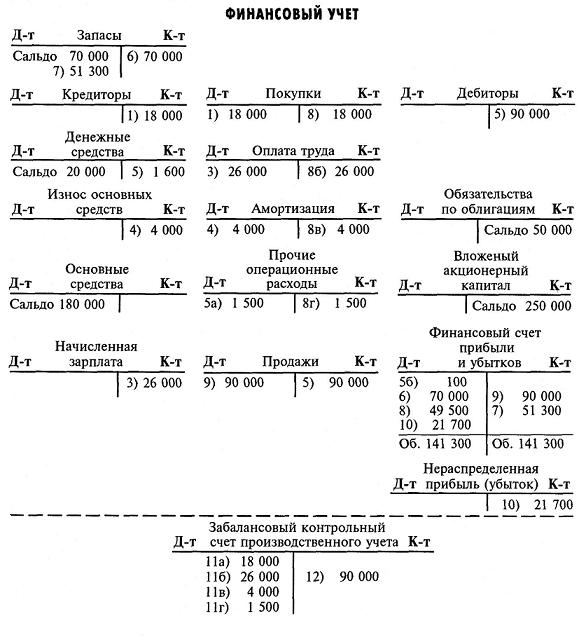 ФИНАНСОВЫЙ УЧЕТ
Д-т Запасы К-т
Сальдо 70 000 6) 70 000
7) 51 300
Д-т Кредиторы К-т
1) 18 000
Д-т Покупки К-т
1) 18 000 8) 18 000
Д-т Дебиторы К-т
5) 90 000
Денежные
Д-т средства К-т
Сальдо 20 000 5) 1 600
Д-т Оплата труда К-т
3) 26 000 8б) 26 000
Износ основных
Д-т средств К-т
4) 4 000
Д-т Амортизация К-т
4) 4 000 8в) 4 000
Обязательства
Д-т по облигациям К-т
Сальдо 50 000
Основные
Д-т средства К-т
Сальдо 180 000
Прочие
операционные
Д-т расходы К-т
5а) 1 500 8г) 1 500
Вложеный
акционерный
Д-т капитал К-т
Сальдо 250 000
Начисленная
Д-т зарплата К-т
3) 26 000
Д-т Продажи К-т
9) 90 000 5) 90 000
Финансовый счет
прибыли
Д-т и убытков К-т
5б) 100
6) 70 000 9) 90 000
8) 49 500 7) 51 300
10) 21 700
Об. 141 300 Об. 141 300
Нераспределенная
Д-т прибыль (убыток) К-т
10) 21 700
Забалансовый контрольный
Д-т счет производственного учета К-т
11а) 18 000
11б) 26 000 12) 90 000
11в) 4 000
11г) 1 500